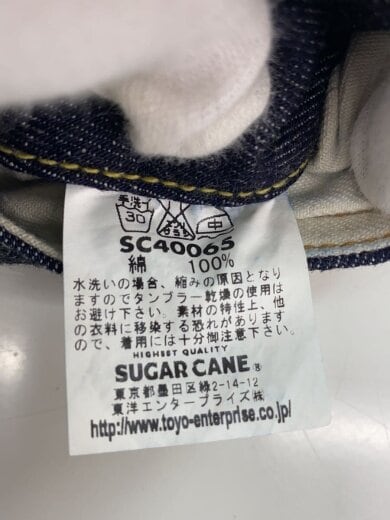 手洗イ
30
中
SC40065
綿 100%
水洗いの場合、縮みの原因となり
ますのでタンブラー乾燥の使用は
お避け下さい。素材の特性上、他
の衣料に移染する恐れがあります
ので、着用には十分御注意下さい。
HIGHEST QUALITY
SUGAR CANE ®
東京都墨田区緑2-14-12
東洋エンタープライズ㈱
http://www.toyo-enterprise.co.jp/